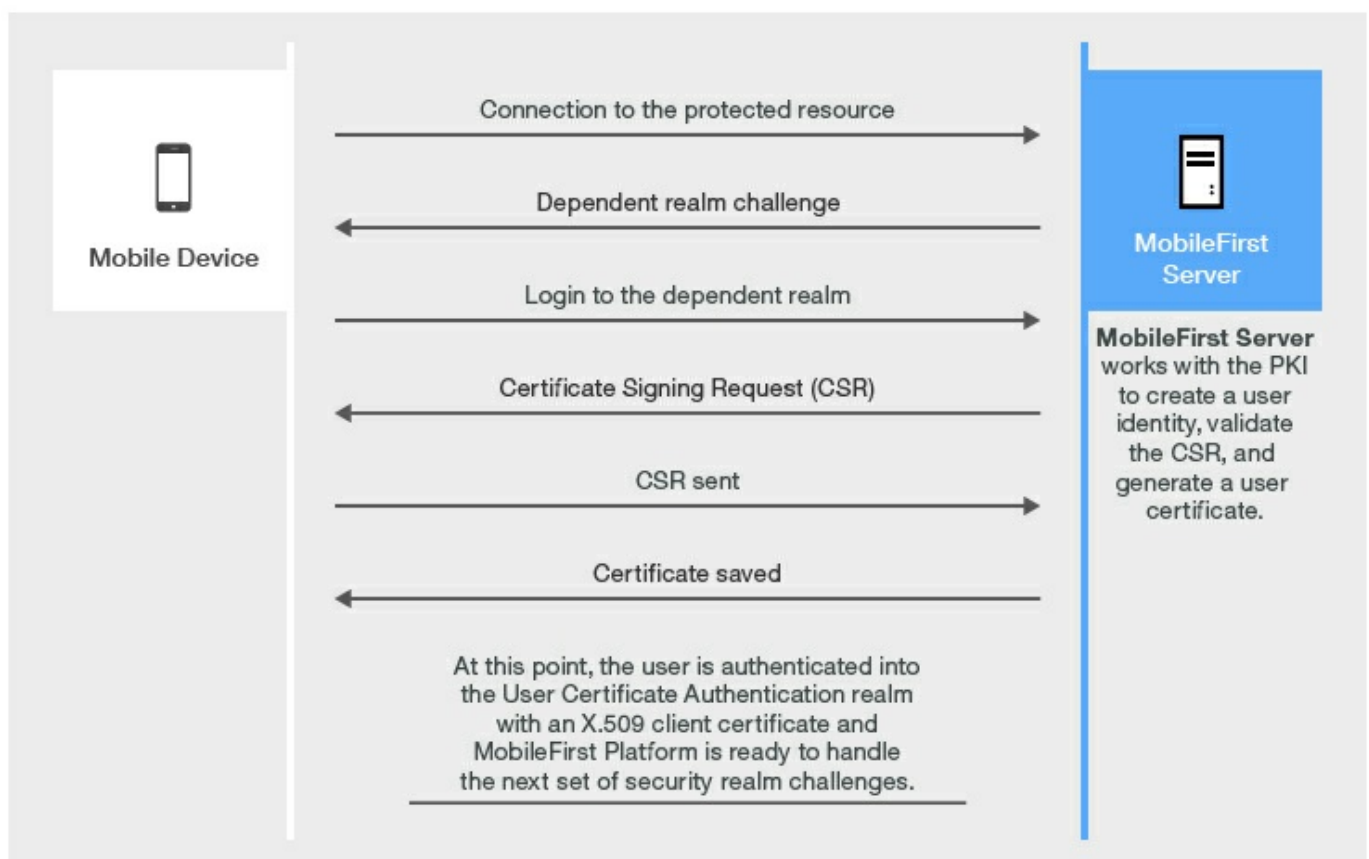 Connection to the protected resource
Dependent realm challenge
Mobile Device
MobileFirst
Server
Login to the dependent realm
MobileFirst Server
works with the PKI
to create a user
identity, validate
the CSR, and
generate a user
certificate.
Certificate Signing Request (CSR)
CSR sent
Certificate saved
At this point, the user is authenticated into
the User Certificate Authentication realm
with an X.509 client certificate and
MobileFirst Platform is ready to handle
the next set of security realm challenges.